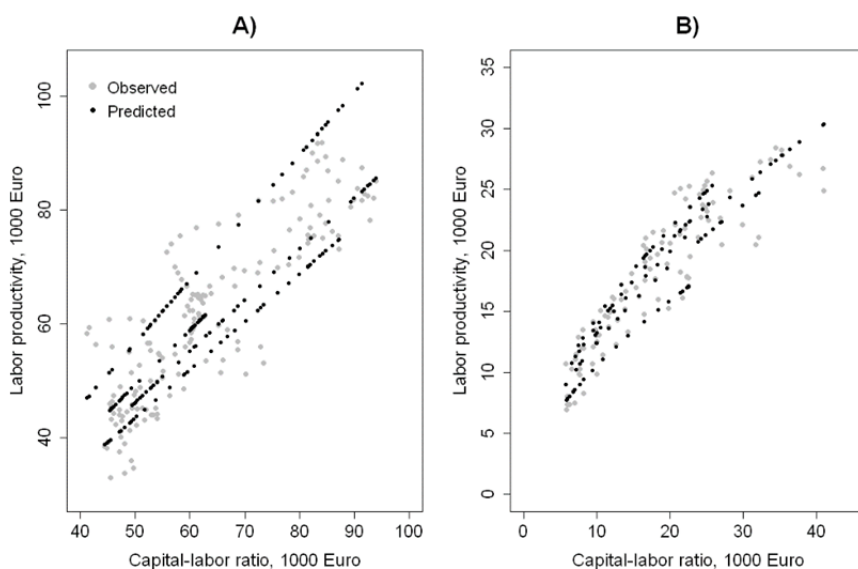 A)
Labor productivity, 1000 Euro
100
80
60
40
Observed
Predicted
40 50 60 70 80 90 100
Capital-labor ratio, 1000 Euro
B)
Labor productivity, 1000 Euro
35
30
25
20
15
10
5
0
0 10 20 30 40
Capital-labor ratio, 1000 Euro